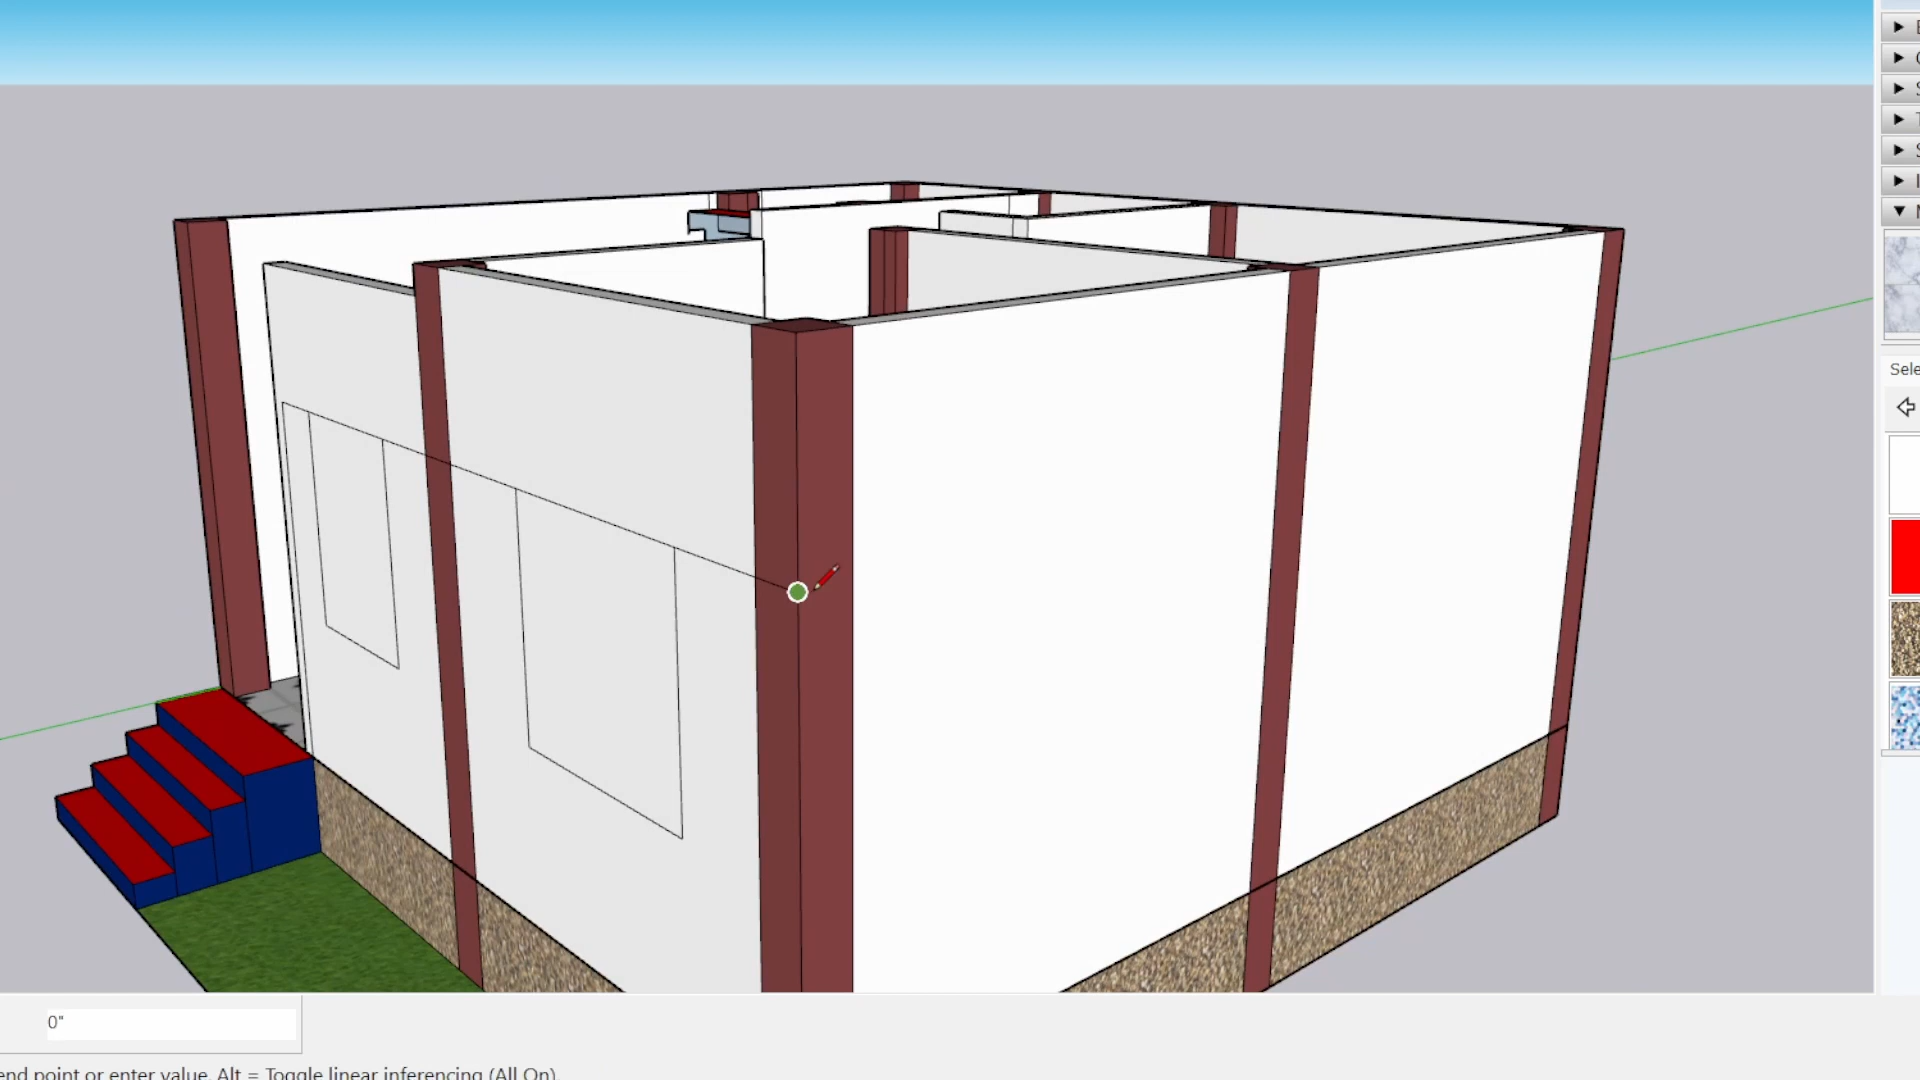 Sele
0"
end point or enter value. Alt = Toggle linear inferencing (All On).